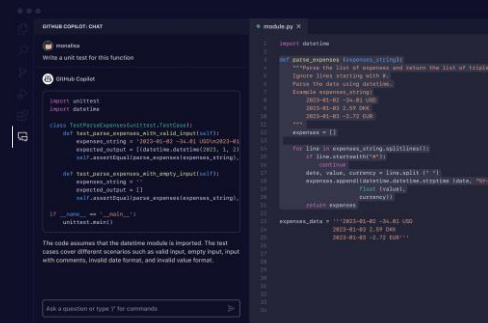 GITHUB COPILOT: CHAT
monalisa
Write a unit test for this function
GitHub Copilot
import unittest
import datetime
class TestParseExpenses(unittest.TestCase):
def test_parse_expenses_with_valid_input(self):
expenses_string = '2023-01-02 -34.01 USD\n2023-01
expected_output = [(datetime.datetime(2023, 1, 2)
self.assertEqual(parse_expenses(expenses_string),
def test_parse_expenses_with_empty_input(self):
expenses_string = ''
expected_output = []
self.assertEqual(parse_expenses(expenses_string),
if __name__ == '__main__':
unittest.main()
The code assumes that the datetime module is imported. The test
cases cover different scenarios such as valid input, empty input, input
with comments, invalid date format, and invalid value format.
Ask a question or type '/' for commands
module.py
import datetime
def parse_expenses (expenses_string):
"""Parse the list of expenses and return the list of triple
Ignore lines starting with #.
Parse the date using datetime.
Example expenses_string:
2023-01-02 -34.01 USD
2023-01-03 2.59 DKK
2023-01-03 -2.72 EUR
"""
expenses = []
for line in expenses_string.splitlines():
if line.startswith("#"):
continue
date, value, currency = line.split (" ")
expenses.append((datetime.datetime.strptime (date, "%Y-
float (value),
currency))
return expenses
expenses_data = '''2023-01-02 -34.01 USD
2023-01-03 2.59 DKK
2023-01-03 -2.72 EUR'''